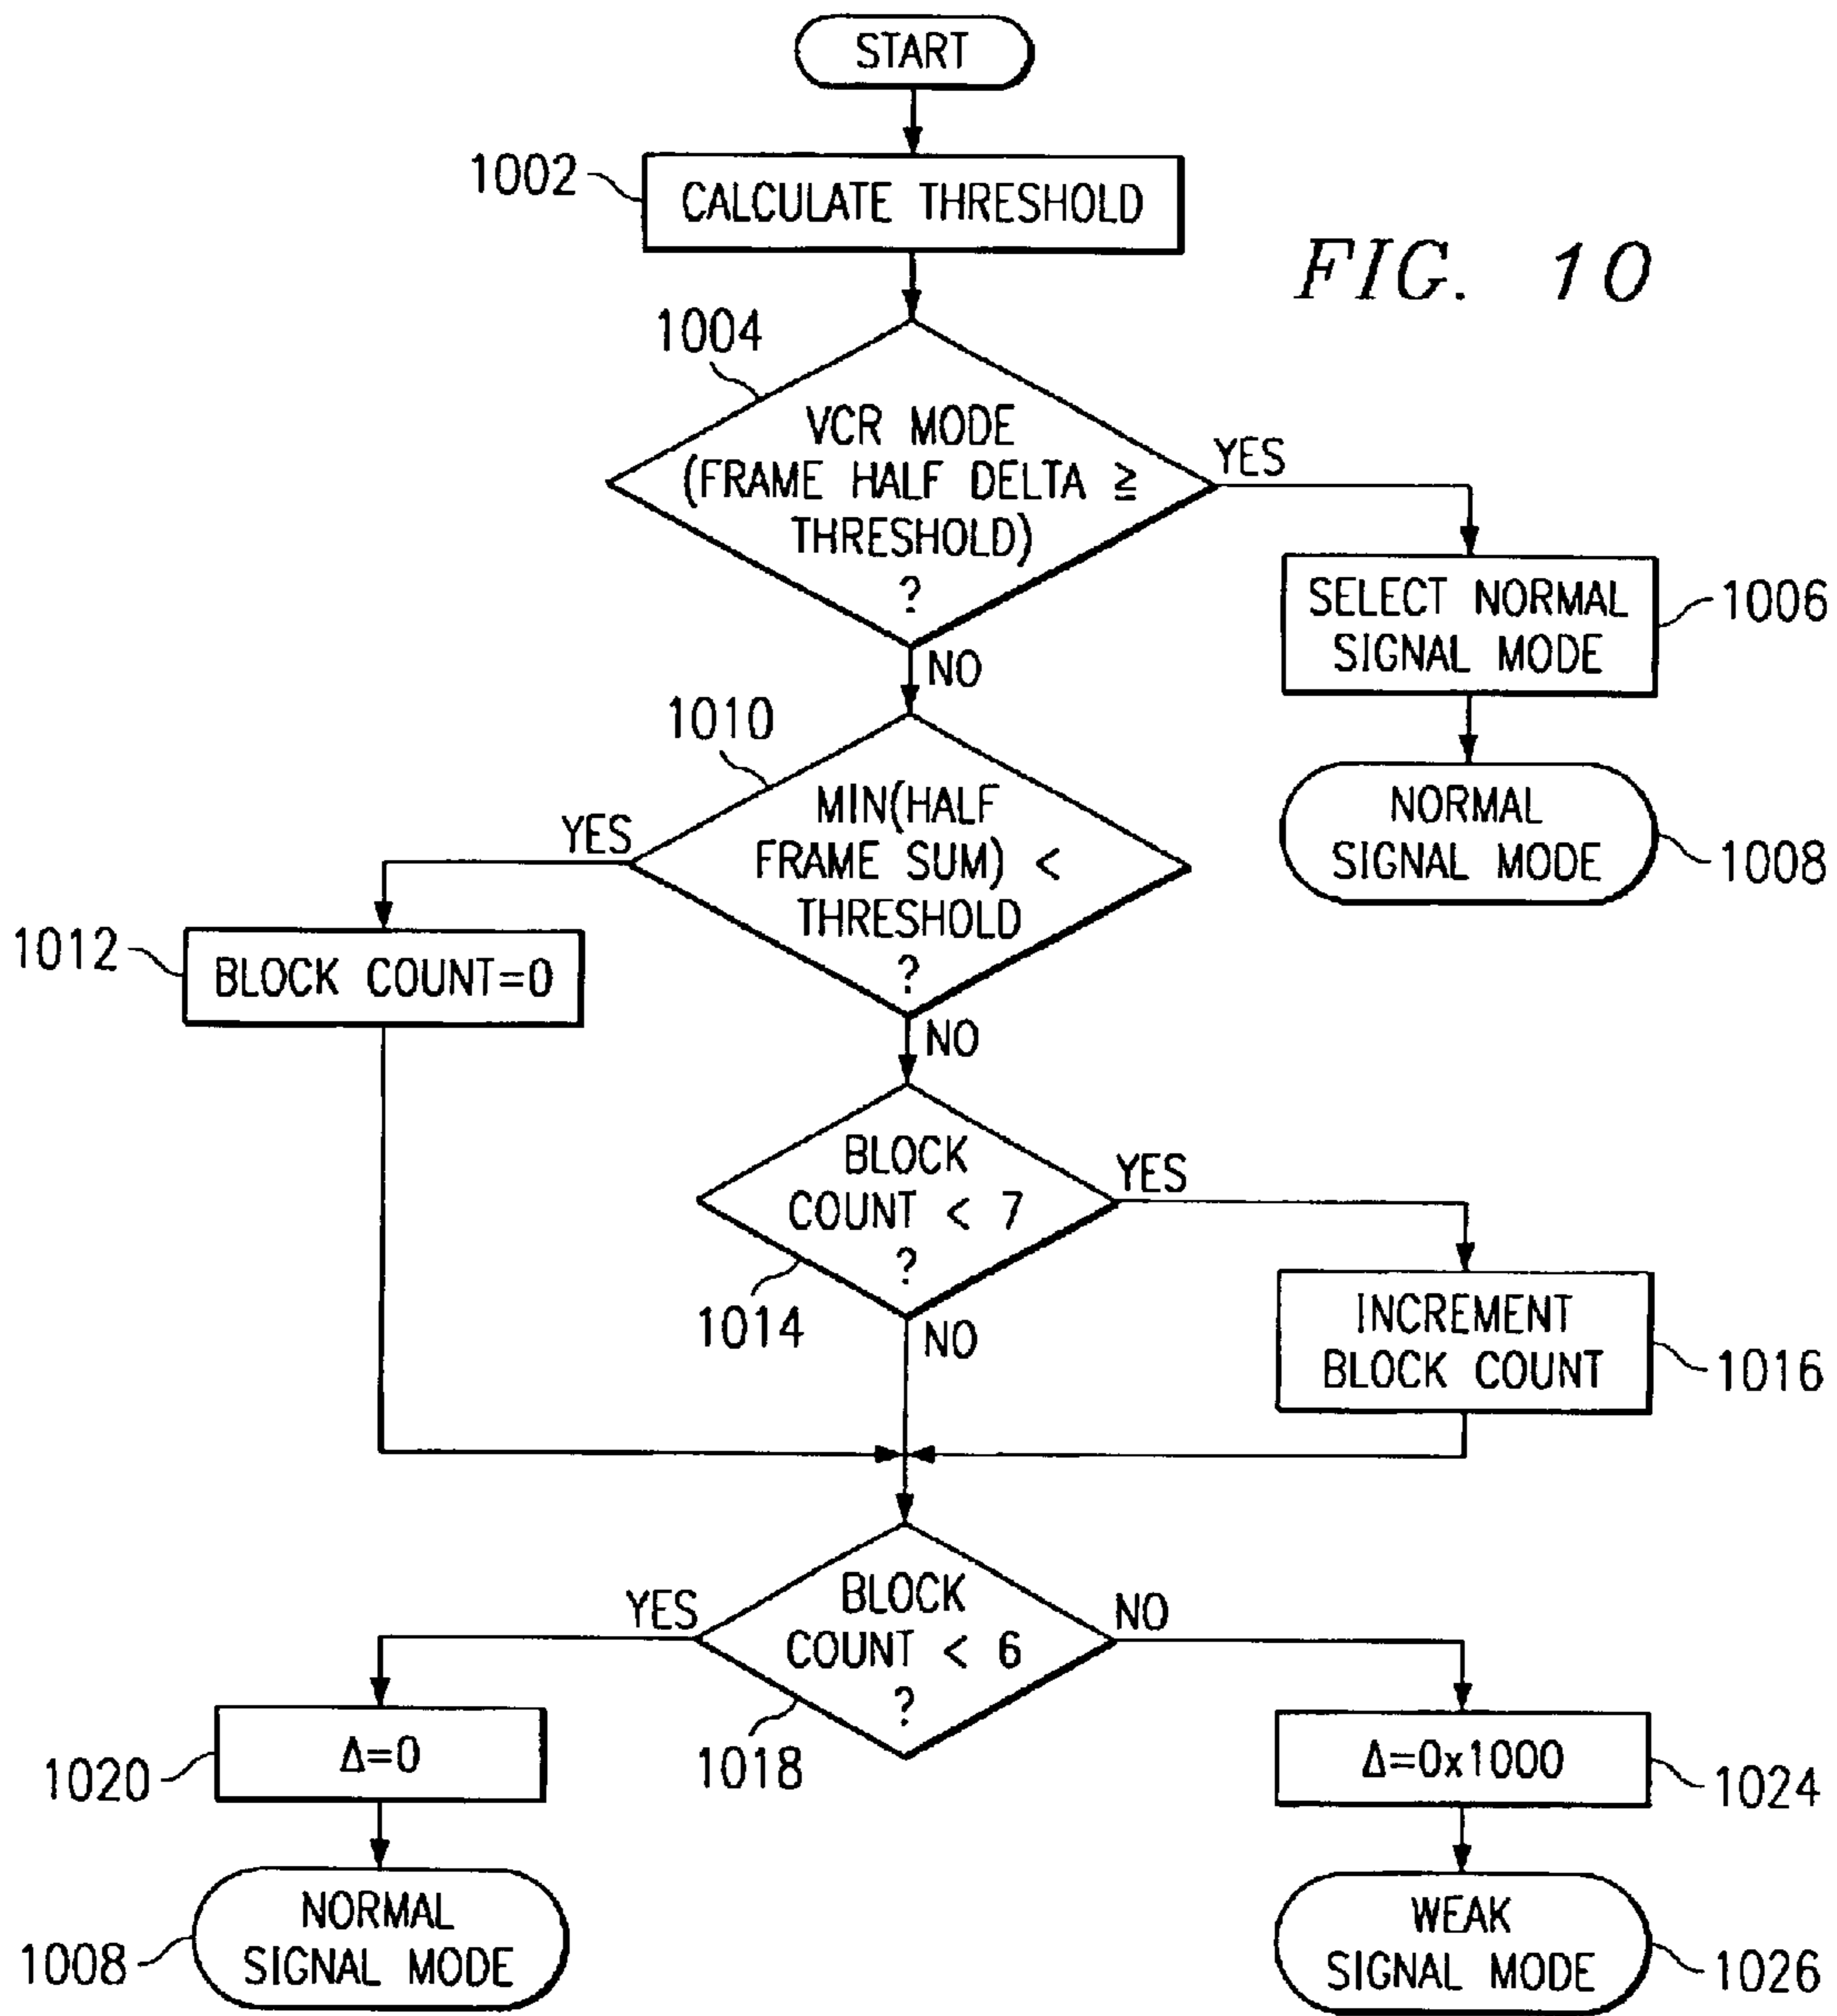 START
1002
CALCULATE THRESHOLD
FIG. 10
1004
VCR MODE
(FRAME HALF DELTA ≧
THRESHOLD)
?
YES
NO
SELECT NORMAL
SIGNAL MODE
1006
NORMAL
SIGNAL MODE
1008
1010
MIN(HALF
FRAME SUM) <
THRESHOLD
?
YES
NO
1012
BLOCK COUNT=0
BLOCK
COUNT < 7
?
YES
1014
NO
INCREMENT
BLOCK COUNT
1016
BLOCK
COUNT < 6
?
YES
NO
1018
1020
Δ=0
Δ=0x1000
1024
1008
NORMAL
SIGNAL MODE
WEAK
SIGNAL MODE
1026